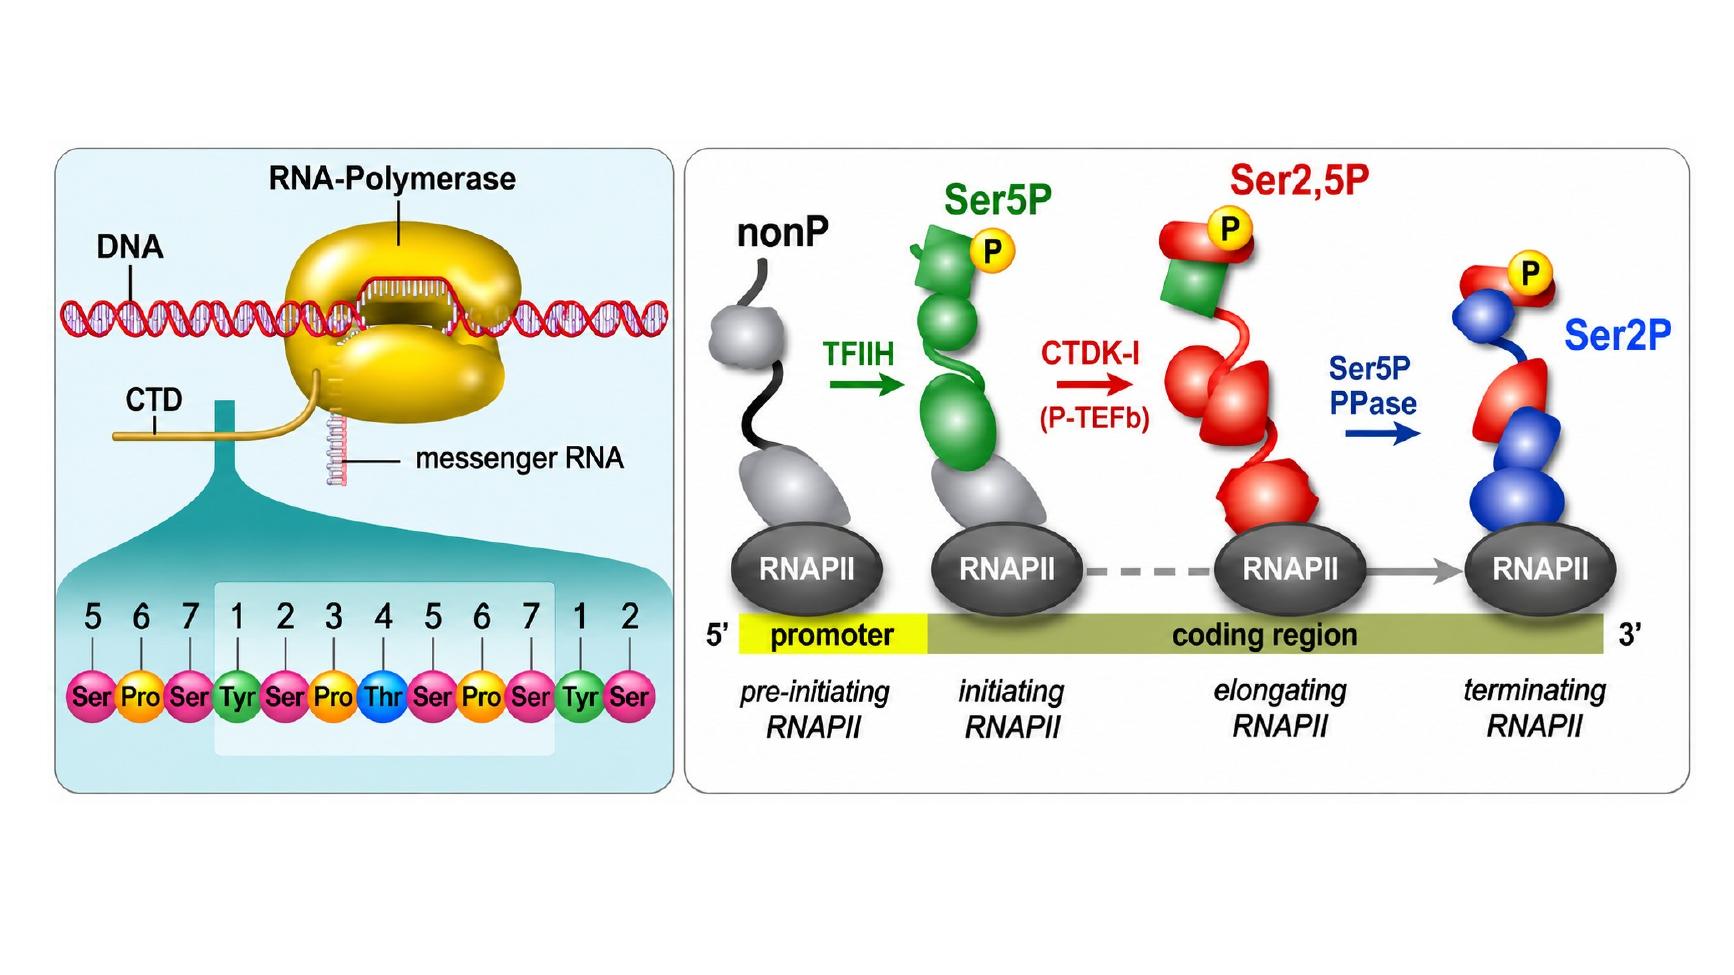 RNA-Polymerase
DNA
CTD
messenger RNA
5 6 7 1 2 3 4 5 6 7 1 2
Ser Pro Ser Tyr Ser Pro Thr Ser Pro Ser Tyr Ser
nonP
Ser5P
P
Ser2,5P
P
P
Ser2P
TFIIH
CTDK-I
(P-TEFb)
Ser5P
PPase
RNAPII RNAPII RNAPII RNAPII
5’ promoter coding region 3’
pre-initiating
RNAPII
initiating
RNAPII
elongating
RNAPII
terminating
RNAPII